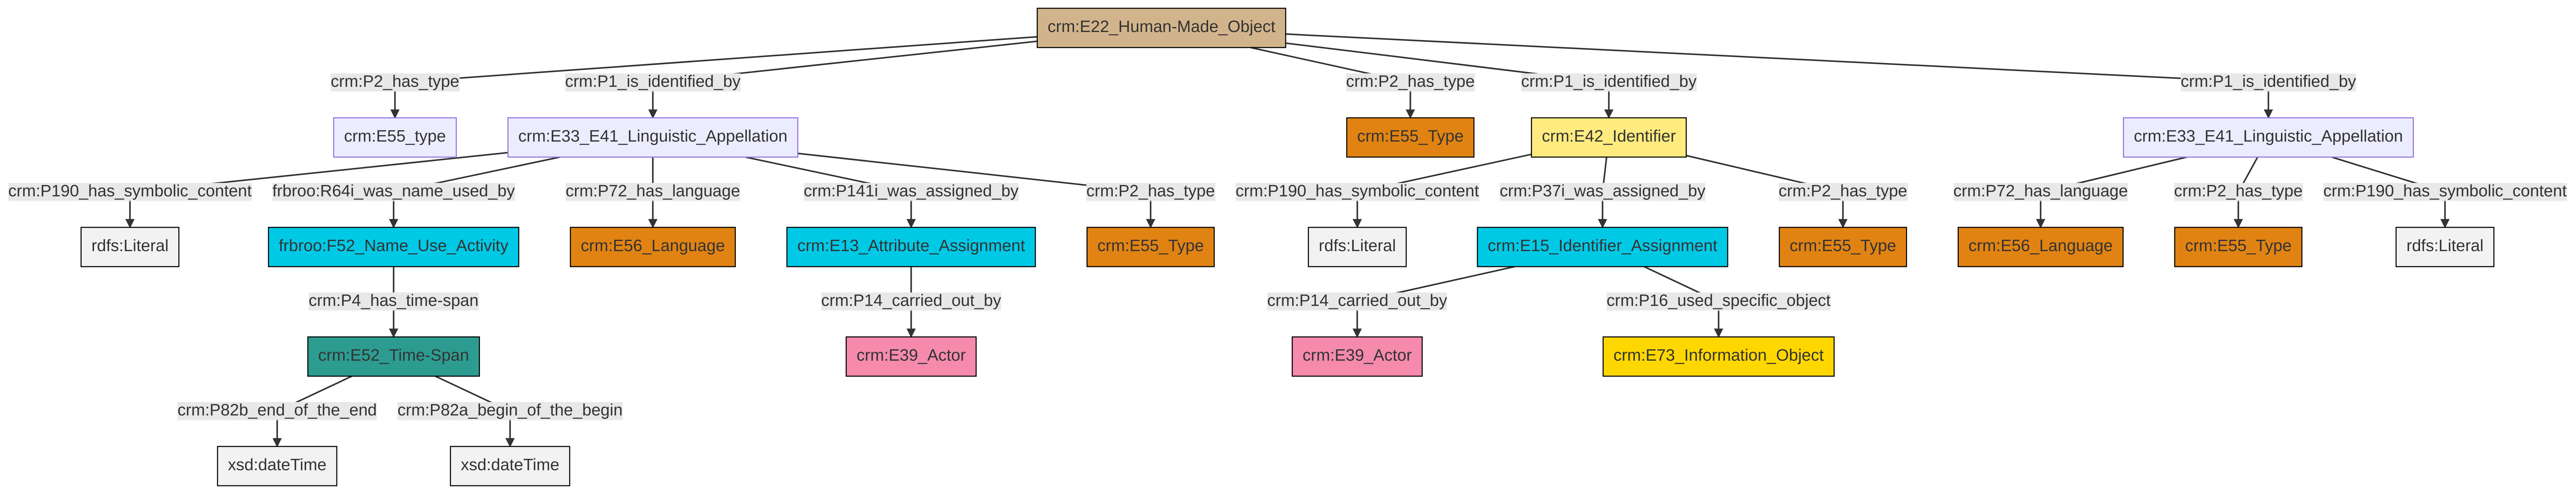 crm:E22_Human-Made_Object
crm:P2_has_type
crm:P1_is_identified_by
crm:P2_has_type
crm:P1_is_identified_by
crm:P1_is_identified_by
crm:E55_type
crm:E33_E41_Linguistic_Appellation
crm:E55_Type
crm:E42_Identifier
crm:E33_E41_Linguistic_Appellation
crm:P190_has_symbolic_content
frbroo:R64i_was_name_used_by
crm:P72_has_language
crm:P141i_was_assigned_by
crm:P2_has_type
crm:P190_has_symbolic_content
crm:P37i_was_assigned_by
crm:P2_has_type
crm:P72_has_language
crm:P2_has_type
crm:P190_has_symbolic_content
rdfs:Literal
frbroo:F52_Name_Use_Activity
crm:E56_Language
crm:E13_Attribute_Assignment
crm:E55_Type
rdfs:Literal
crm:E15_Identifier_Assignment
crm:E55_Type
crm:E56_Language
crm:E55_Type
rdfs:Literal
crm:P4_has_time-span
crm:P14_carried_out_by
crm:P14_carried_out_by
crm:P16_used_specific_object
crm:E52_Time-Span
crm:E39_Actor
crm:E39_Actor
crm:E73_Information_Object
crm:P82b_end_of_the_end
crm:P82a_begin_of_the_begin
xsd:dateTime
xsd:dateTime